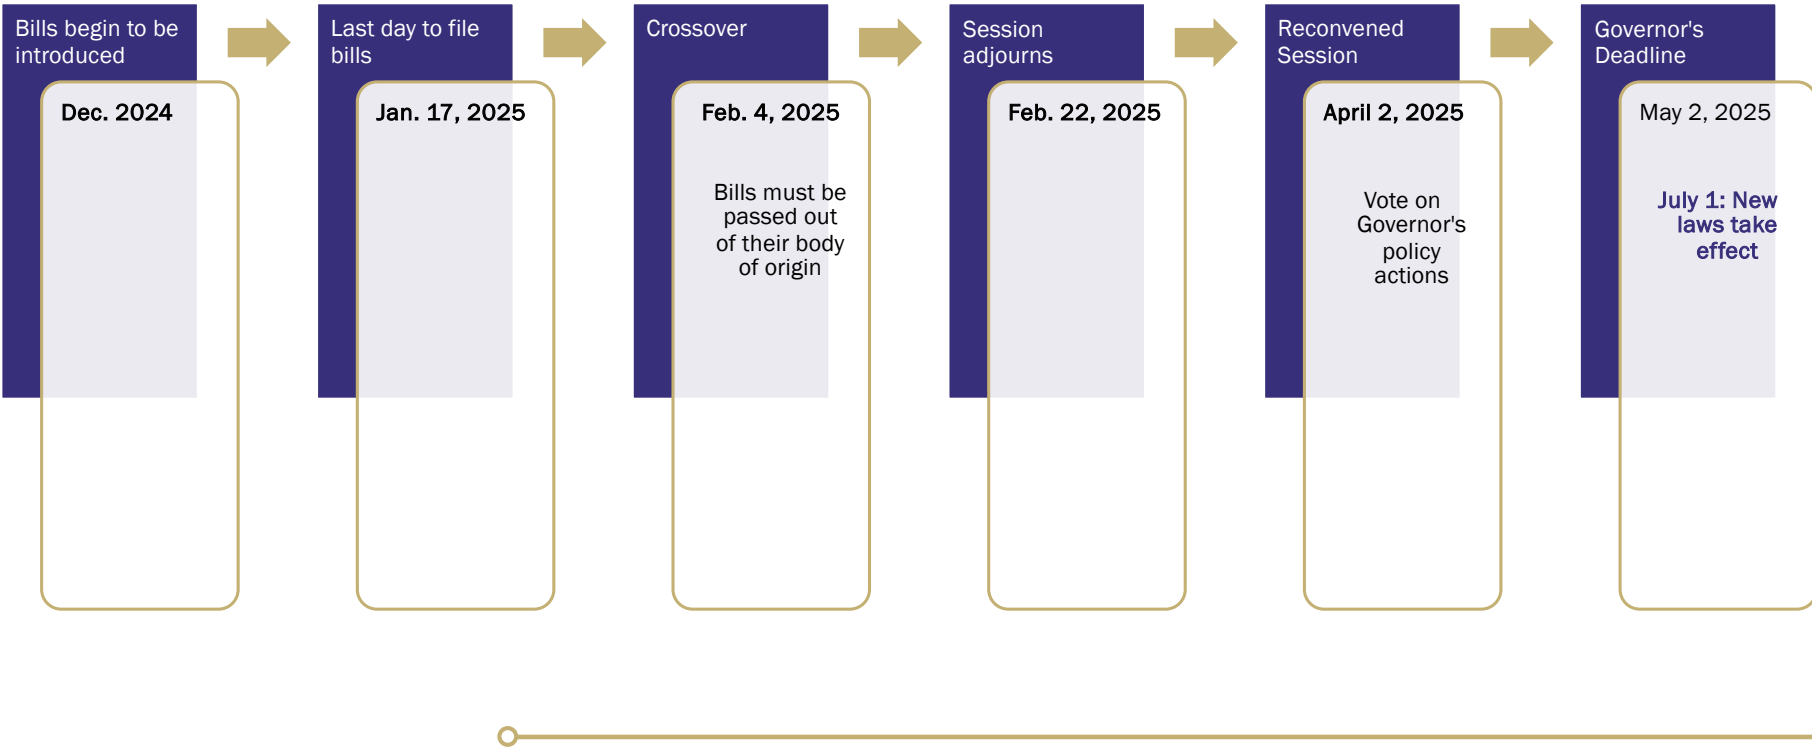 Bills begin to be
introduced
Dec. 2024
Last day to file
bills
Jan. 17, 2025
Crossover
Feb. 4, 2025
Bills must be
passed out
of their body
of origin
Session
adjourns
Feb. 22, 2025
Reconvened
Session
April 2, 2025
Vote on
Governor's
policy
actions
Governor's
Deadline
May 2, 2025
July 1: New
laws take
effect